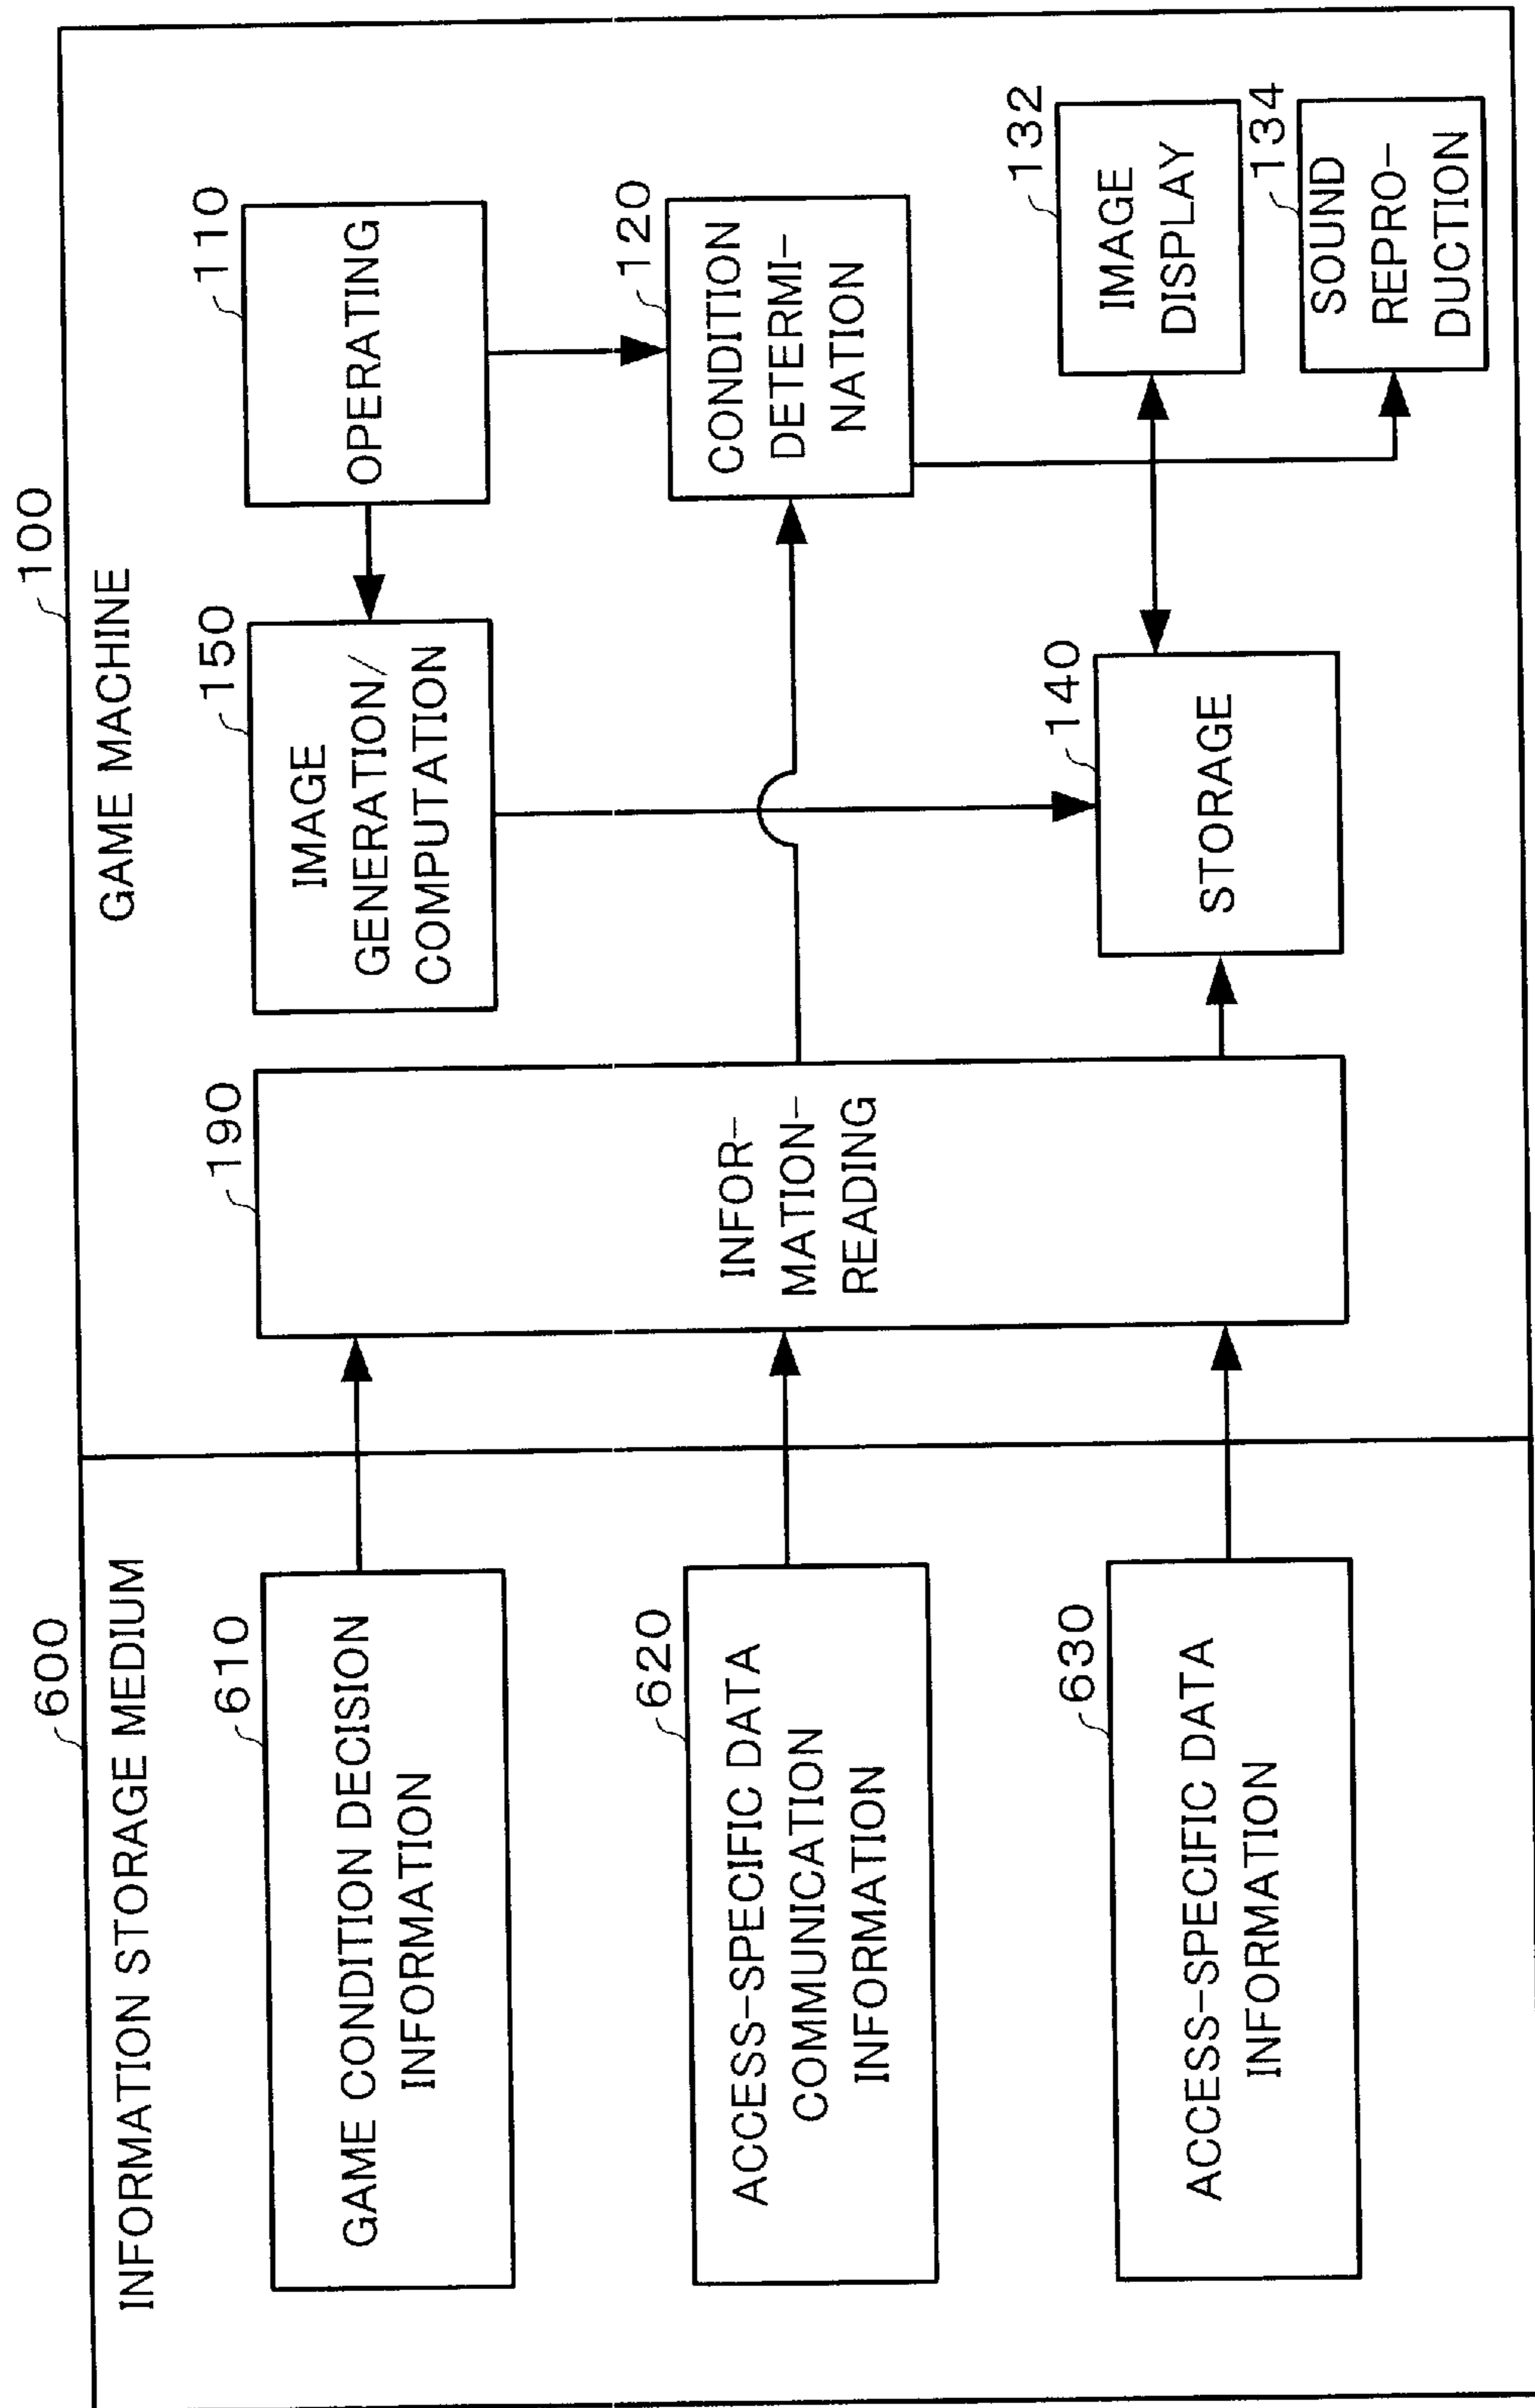 600
INFORMATION STORAGE MEDIUM
610
GAME CONDITION DECISION
INFORMATION
620
ACCESS-SPECIFIC DATA
COMMUNICATION
INFORMATION
630
ACCESS-SPECIFIC DATA
INFORMATION
100
GAME MACHINE
190
INFOR-
MATION-
READING
150
IMAGE
GENERATION/
COMPUTATION
110
OPERATING
120
CONDITION
DETERMI-
NATION
140
STORAGE
132
IMAGE
DISPLAY
134
SOUND
REPRO-
DUCTION